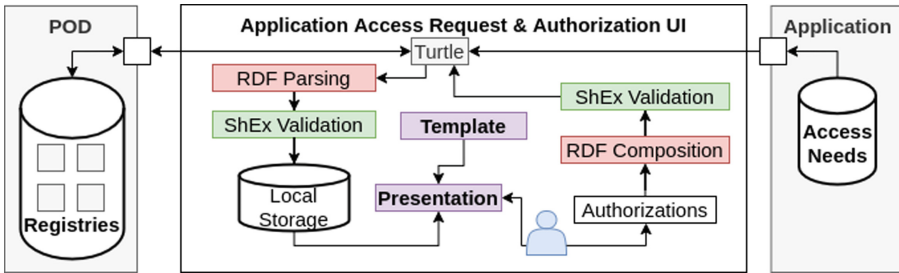 POD
Application Access Request & Authorization UI
Application
Turtle
RDF Parsing
ShEx Validation
ShEx Validation
Template
Access
Needs
RDF Composition
Local
Storage
Presentation
Authorizations
Registries